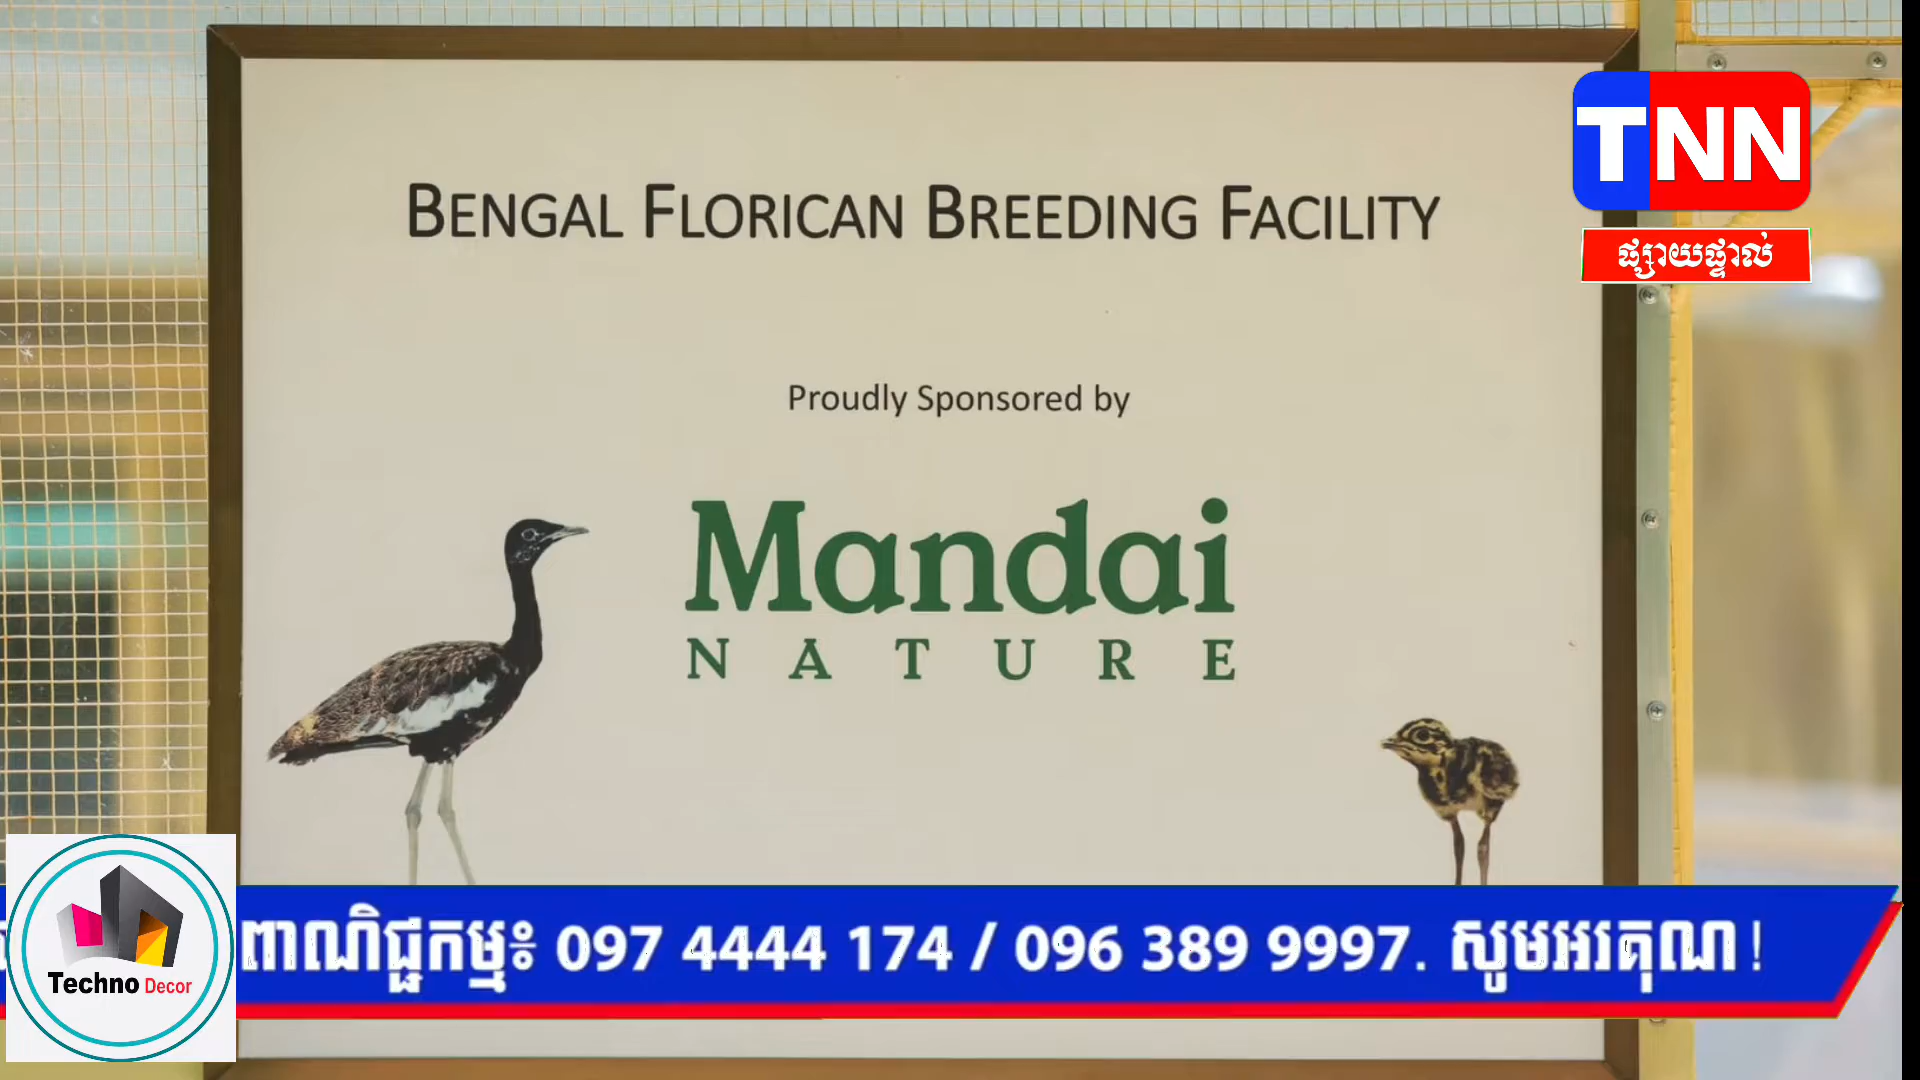 TNN
ផ្សាយផ្ទាល់
BENGAL FLORICAN BREEDING FACILITY
Proudly Sponsored by
Mandai
NATURE
ពាណិជ្ជកម្ម៖ 097 4444 174 / 096 389 9997. សូមអរគុណ!
Techno Decor